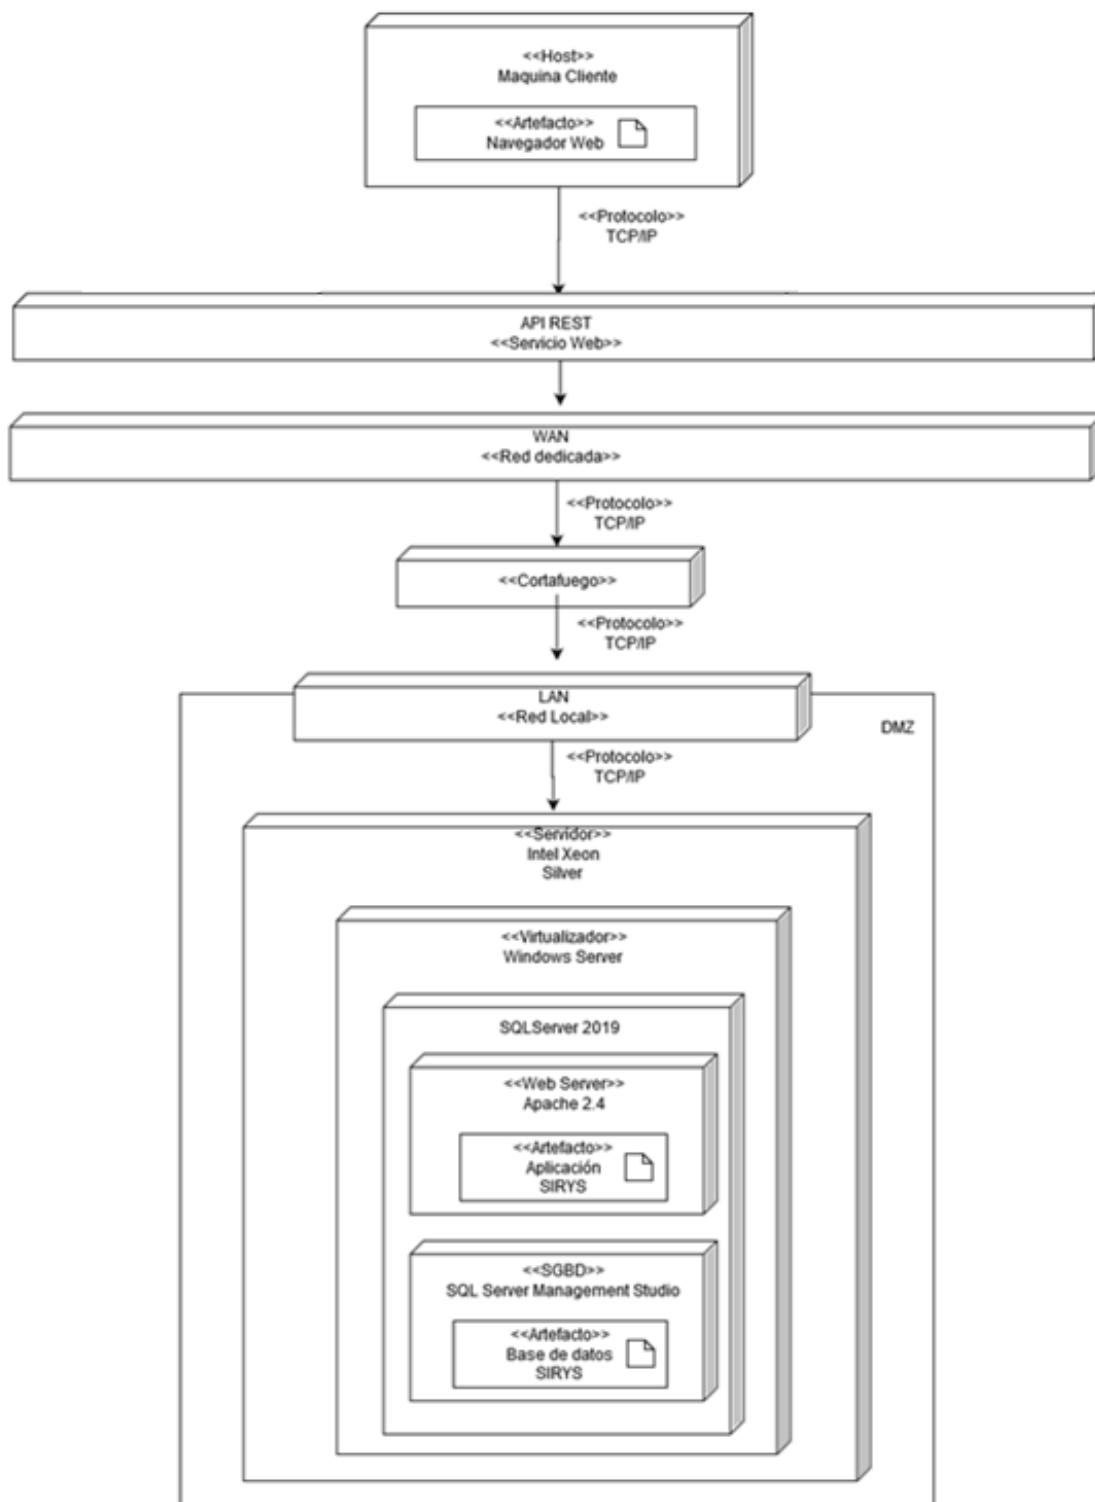 <<Host>>
Maquina Cliente
<<Artefacto>>
Navegador Web
<<Protocolo>>
TCP/IP
API REST
<<Servicio Web>>
WAN
<<Red dedicada>>
<<Protocolo>>
TCP/IP
<<Cortafuego>>
<<Protocolo>>
TCP/IP
LAN
<<Red Local>>
DMZ
<<Protocolo>>
TCP/IP
<<Servidor>>
Intel Xeon
Silver
<<Virtualizador>>
Windows Server
SQLServer 2019
<<Web Server>>
Apache 2.4
<<Artefacto>>
Aplicación
SIRYS
<<SGBD>>
SQL Server Management Studio
<<Artefacto>>
Base de datos
SIRYS